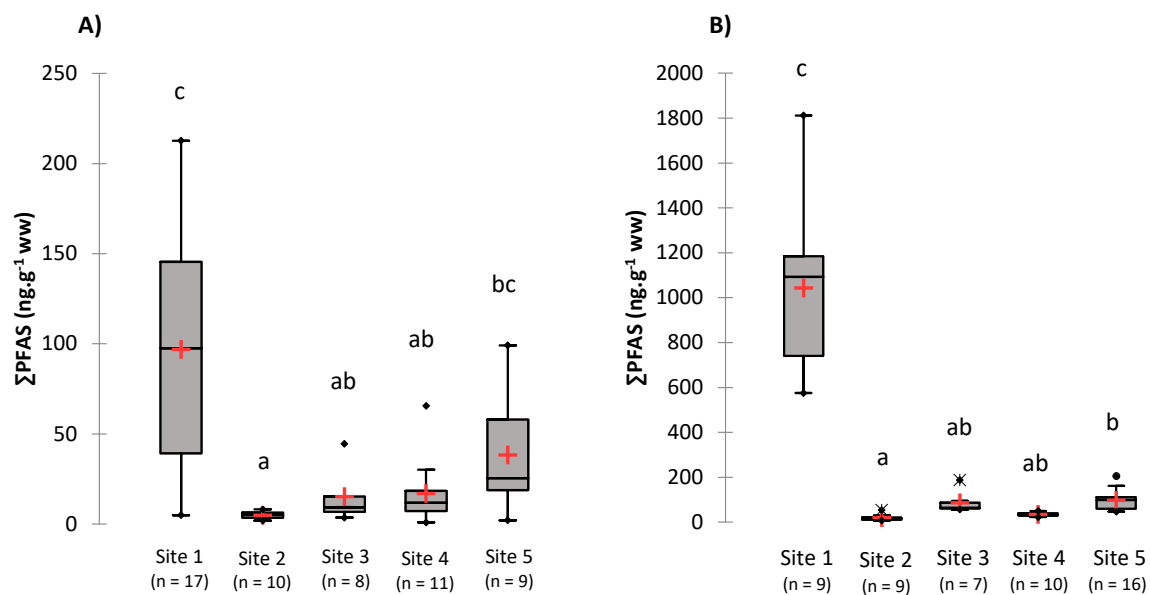 A)
∑PFAS (ng.g⁻¹ ww)
250
200
150
100
50
0
c
a
ab
ab
bc
Site 1 Site 2 Site 3 Site 4 Site 5
(n = 17) (n = 10) (n = 8) (n = 11) (n = 9)
B)
∑PFAS (ng.g⁻¹ ww)
2000
1800
1600
1400
1200
1000
800
600
400
200
0
c
a
ab
ab
b
Site 1 Site 2 Site 3 Site 4 Site 5
(n = 9) (n = 9) (n = 7) (n = 10) (n = 16)